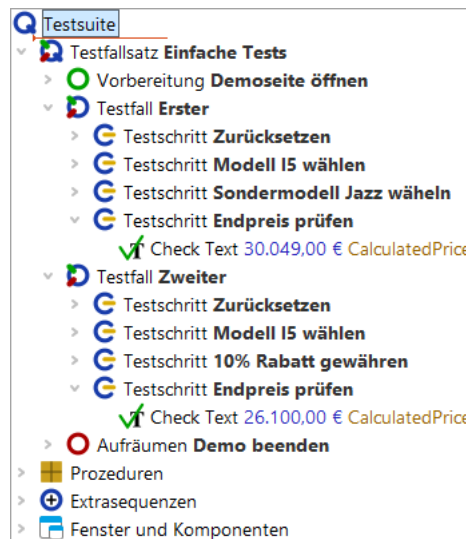 Testsuite
Testfallsatz Einfache Tests
Vorbereitung Demoseite öffnen
Testfall Erster
Testschritt Zurücksetzen
Testschritt Modell I5 wählen
Testschritt Sondermodell Jazz wäheln
Testschritt Endpreis prüfen
Check Text 30.049,00 € CalculatedPrice
Testfall Zweiter
Testschritt Zurücksetzen
Testschritt Modell I5 wählen
Testschritt 10% Rabatt gewähren
Testschritt Endpreis prüfen
Check Text 26.100,00 € CalculatedPrice
Aufräumen Demo beenden
Prozeduren
Extrasequenzen
Fenster und Komponenten